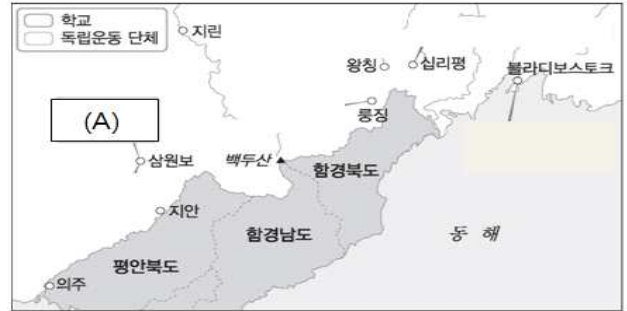 학교
독립운동 단체
지린
왕칭
십리평
블라디보스토크
룽징
(A)
삼원보
백두산
함경북도
지안
함경남도
동 해
평안북도
의주